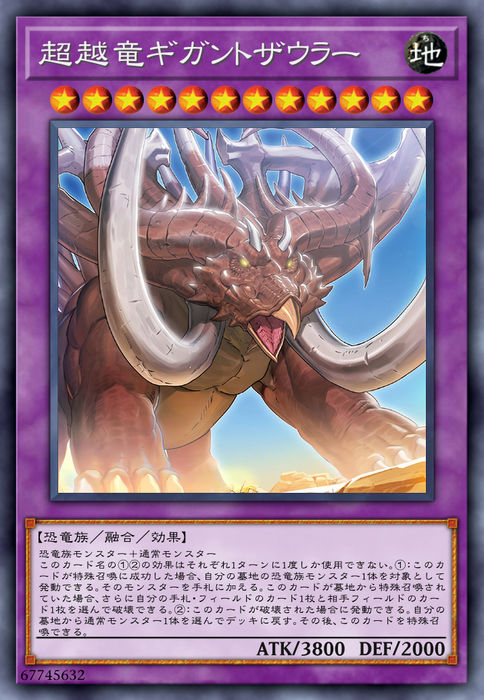 超越竜ギガントザウラー
ち
地
【恐竜族／融合／効果】
恐竜族モンスター＋通常モンスター
このカード名の①②の効果はそれぞれ1ターンに1度しか使用できない。①：このカ
ードが特殊召喚に成功した場合、自分の墓地の恐竜族モンスター1体を対象として
発動できる。そのモンスターを手札に加える。このカードが墓地から特殊召喚され
ていた場合、さらに自分の手札・フィールドのカード1枚と相手フィールドのカー
ド1枚を選んで破壊できる。②：このカードが破壊された場合に発動できる。自分の
墓地から通常モンスター1体を選んでデッキに戻す。その後、このカードを特殊召
喚できる。
ATK/3800 DEF/2000
67745632